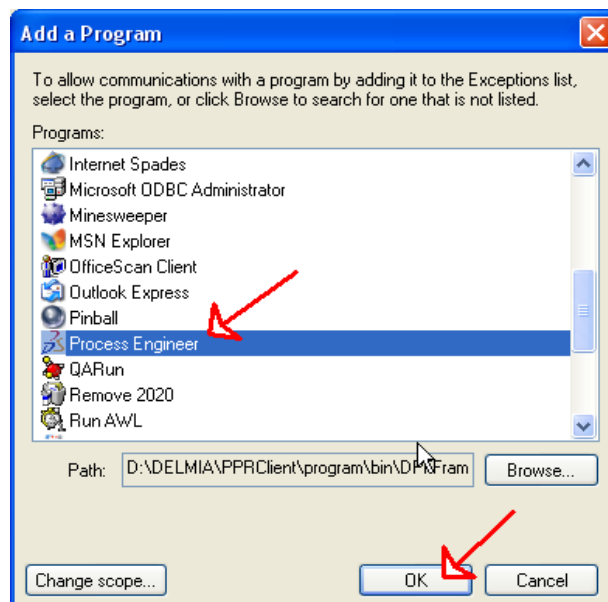 Add a Program
To allow communications with a program by adding it to the Exceptions list,
select the program, or click Browse to search for one that is not listed.
Programs:
Internet Spades
Microsoft ODBC Administrator
Minesweeper
MSN Explorer
OfficeScan Client
Outlook Express
Pinball
Process Engineer
QARun
Remove 2020
Run AWL
Path: D:\DELMIA\PPRClient\program\bin\ Browse...
Change scope... OK Cancel